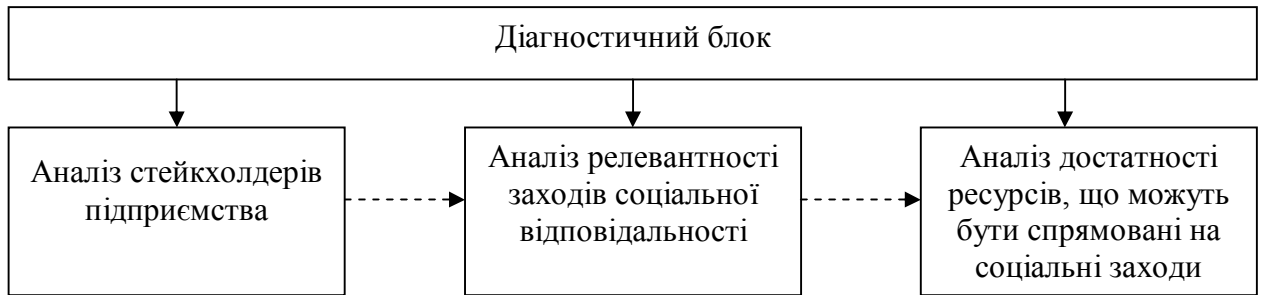 Діагностичний блок
Аналіз стейкхолдерів
підприємства
Аналіз релевантності
заходів соціальної
відповідальності
Аналіз достатності
ресурсів, що можуть
бути спрямовані на
соціальні заходи